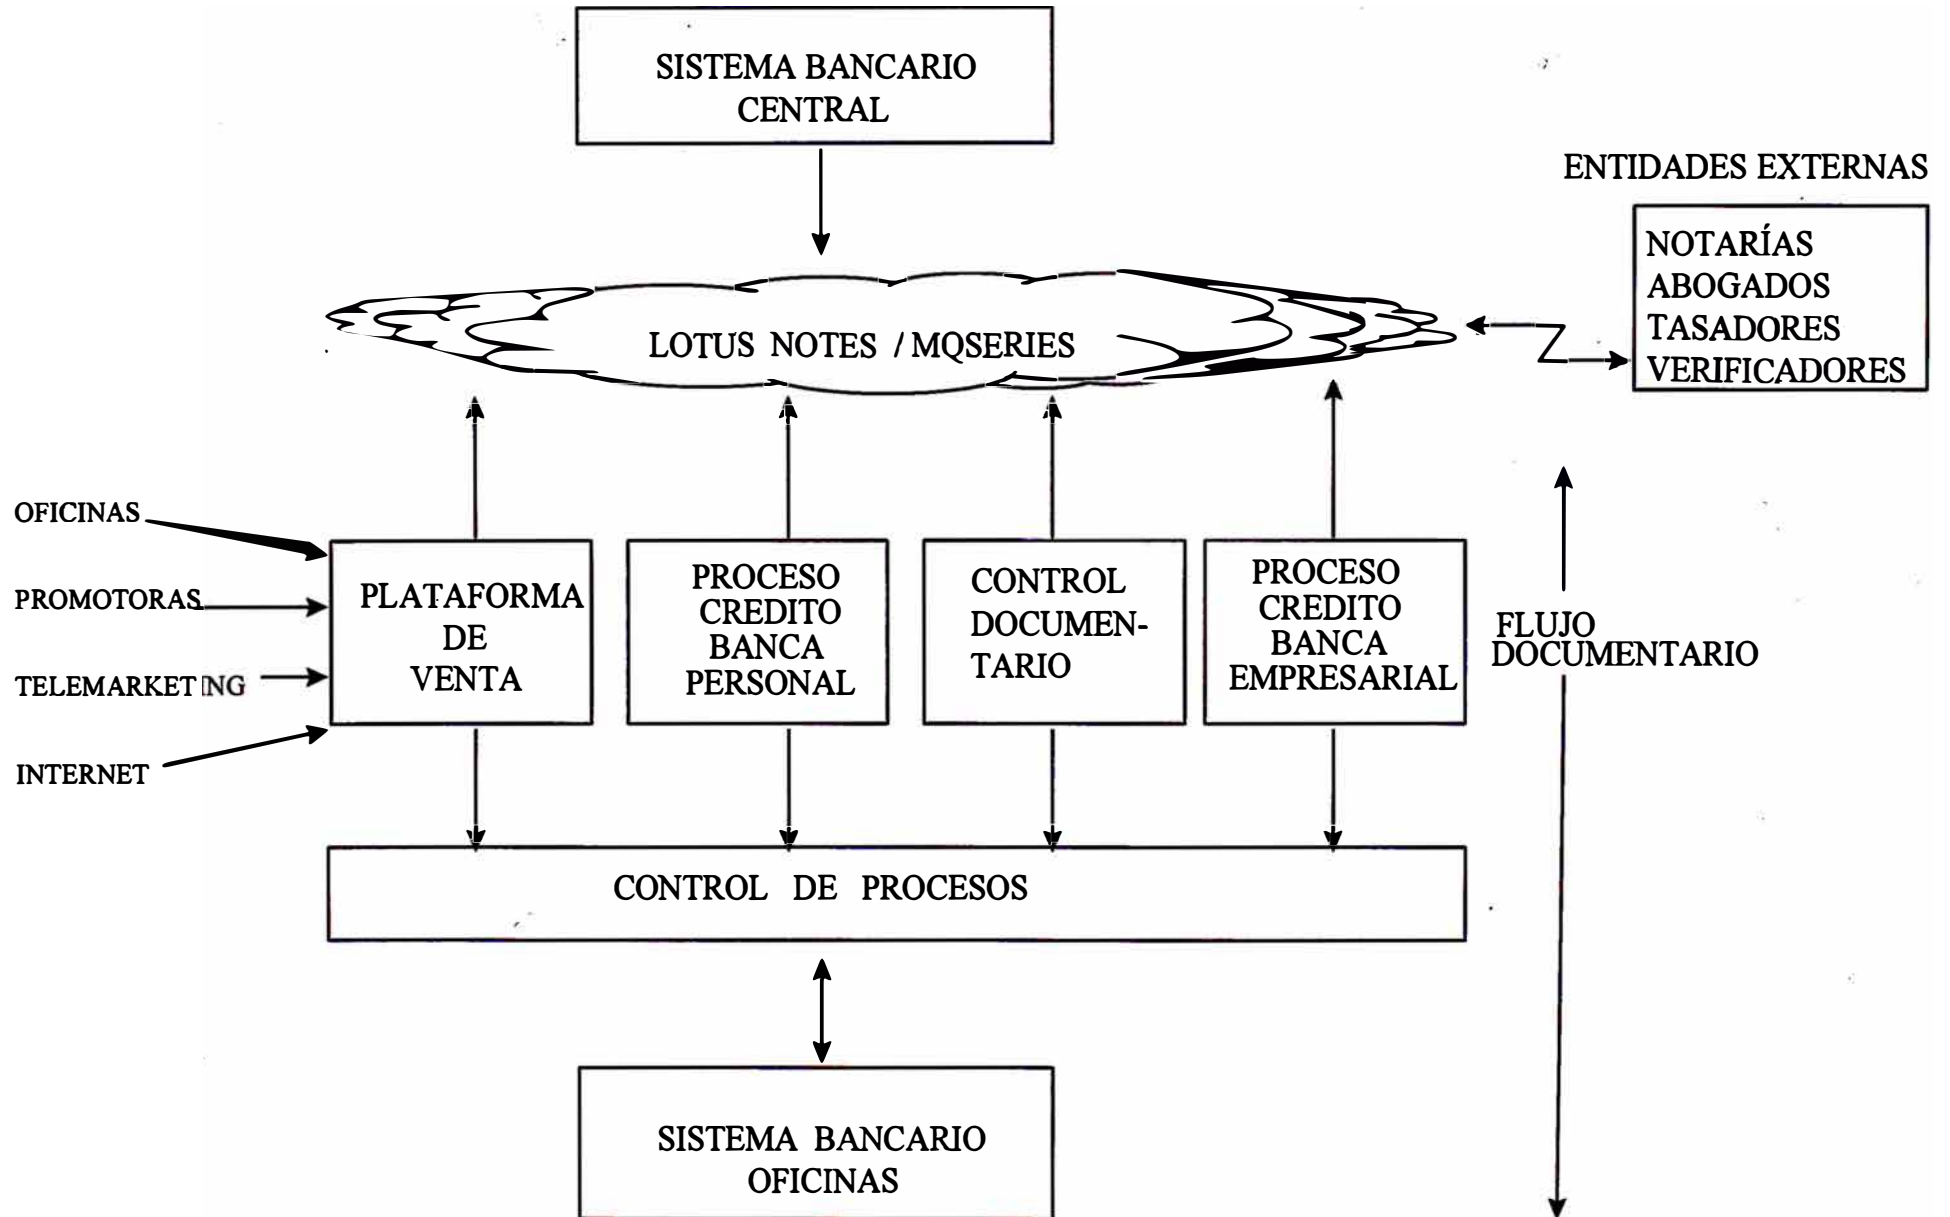 SISTEMA BANCARIO
CENTRAL
ENTIDADES EXTERNAS
NOTARÍAS
ABOGADOS
TASADORES
VERIFICADORES
LOTUS NOTES / MQSERIES
OFICINAS
PROMOTORAS
TELEMARKETING
INTERNET
PLATAFORMA
DE
VENTA
PROCESO
CREDITO
BANCA
PERSONAL
CONTROL
DOCUMEN-
TARIO
PROCESO
CREDITO
BANCA
EMPRESARIAL
FLUJO
DOCUMENTARIO
CONTROL DE PROCESOS
SISTEMA BANCARIO
OFICINAS